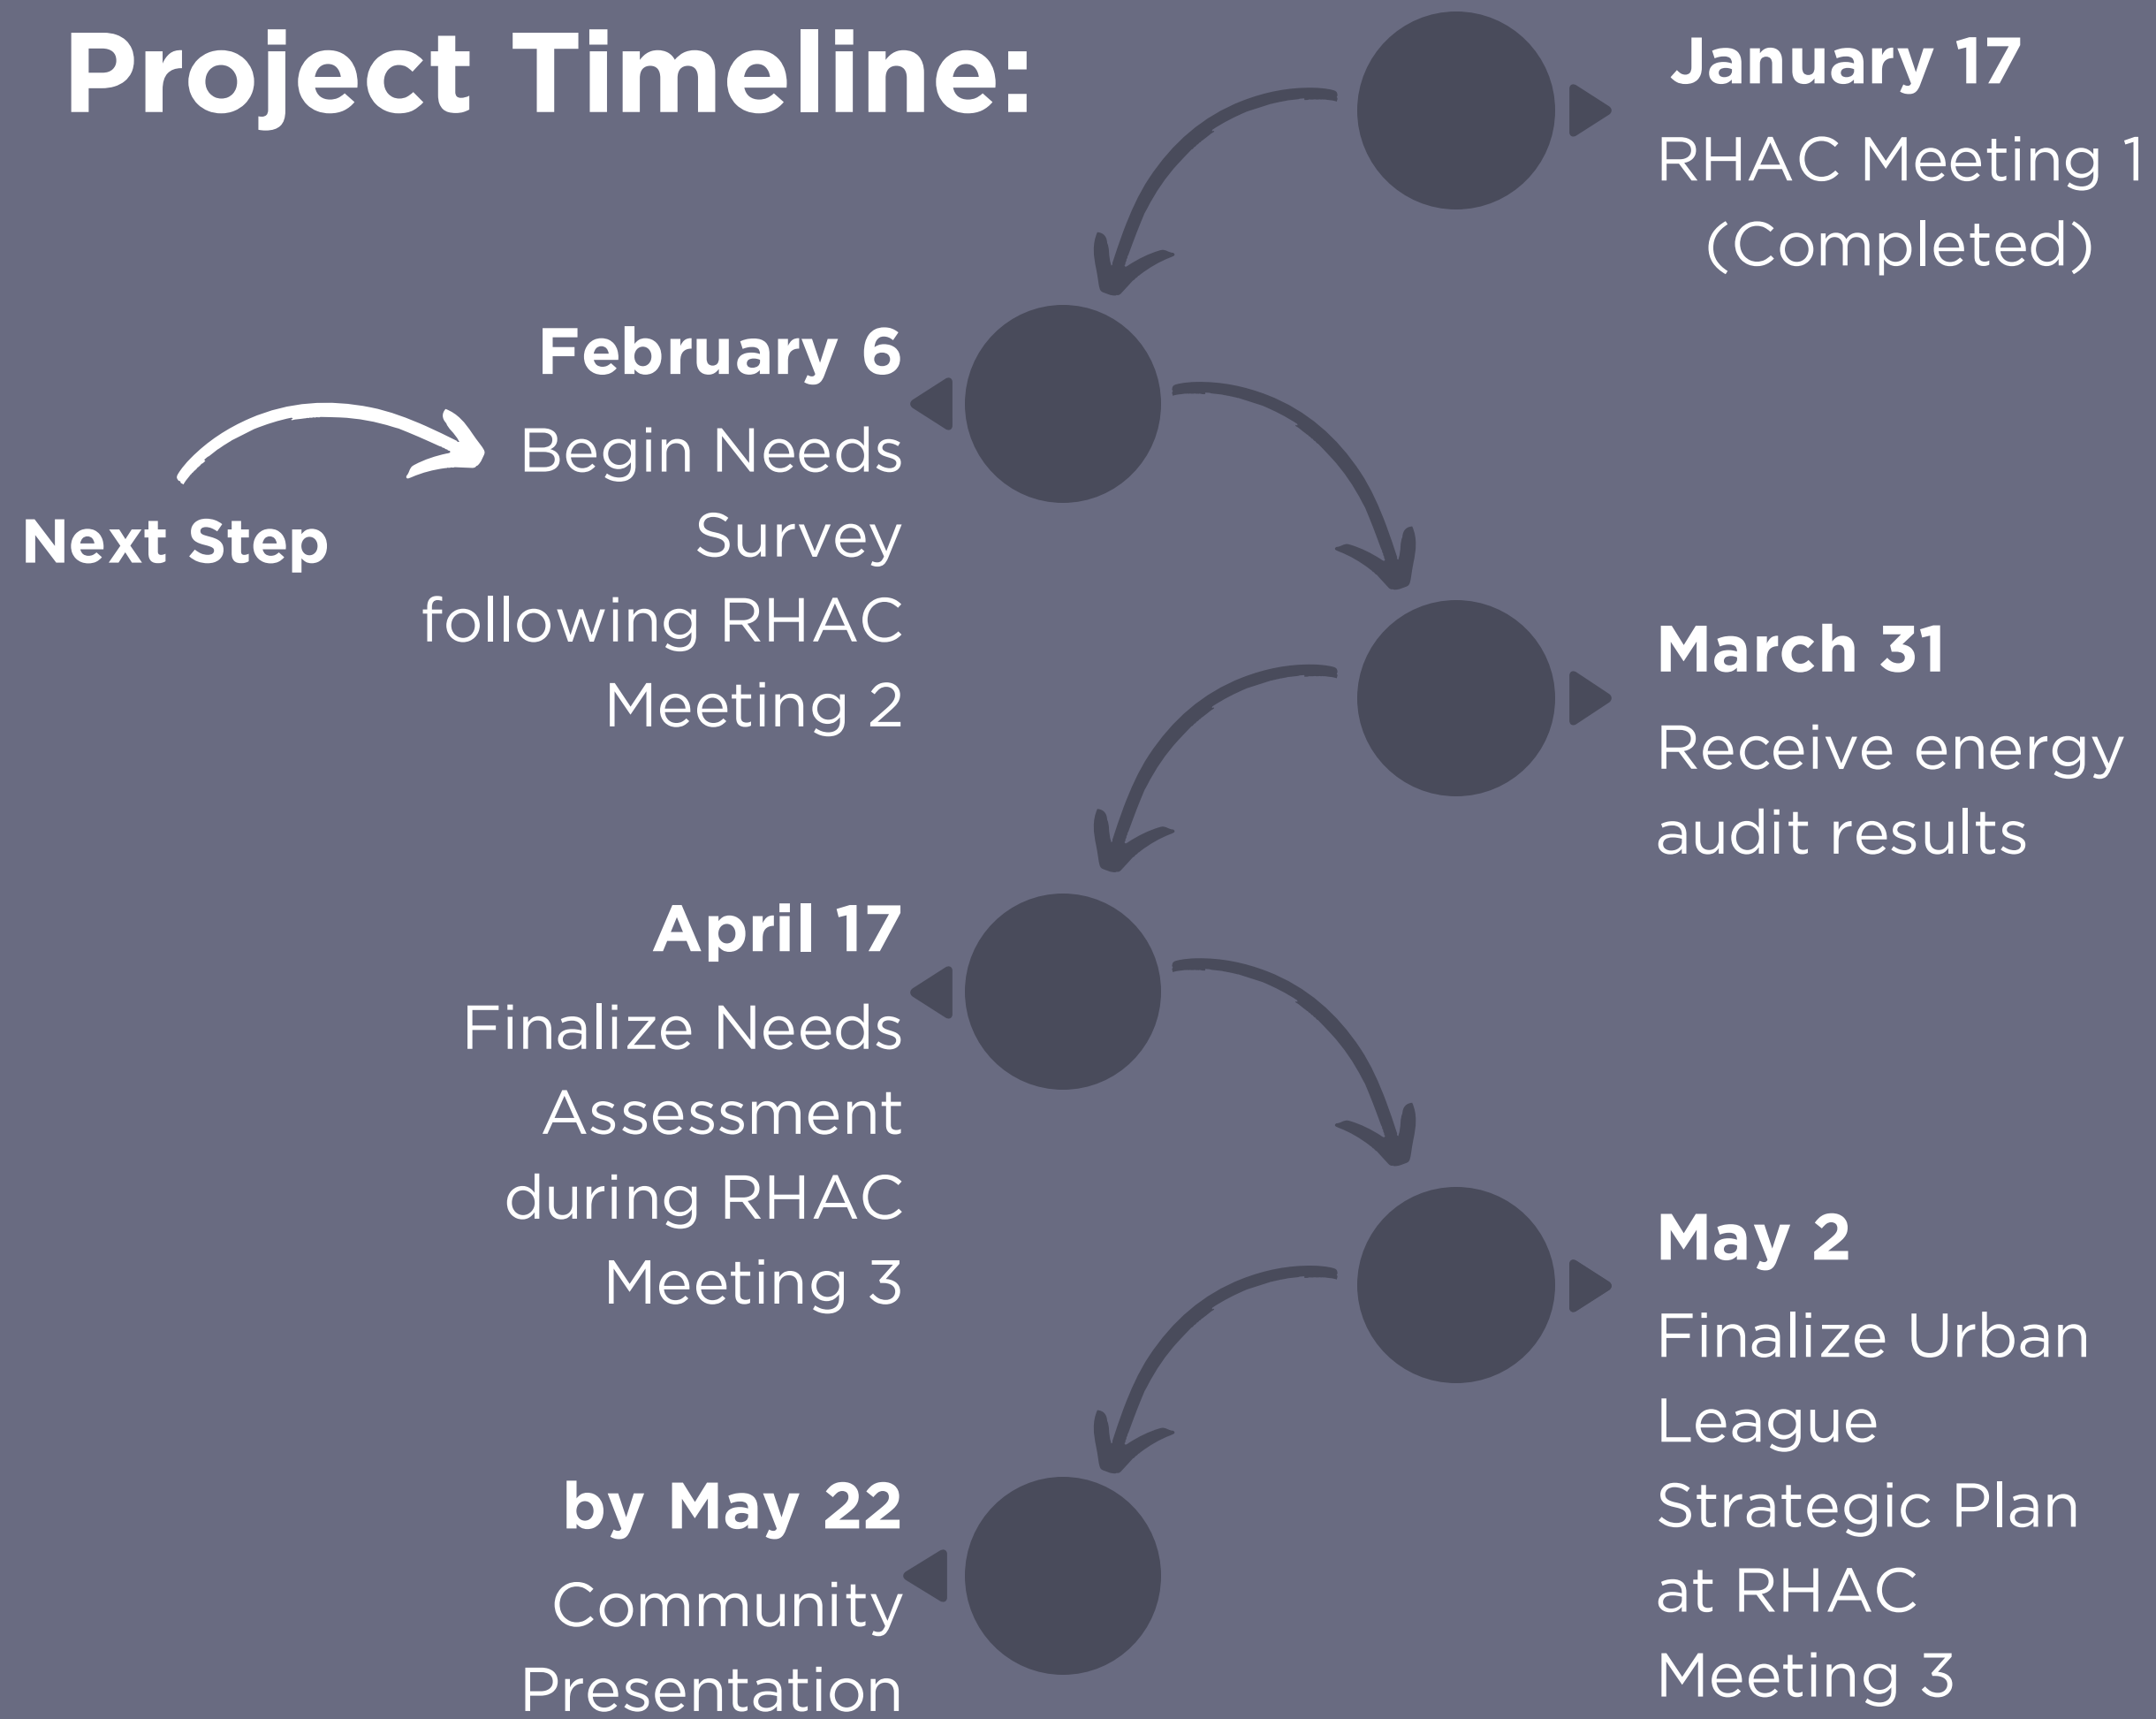 Project Timeline:
January 17
RHAC Meeting 1
(Completed)
February 6
Begin Needs
Survey
following RHAC
Meeting 2
Next Step
March 31
Receive energy
audit results
April 17
Finalize Needs
Assessment
during RHAC
Meeting 3
May 2
Finalize Urban
League
Strategic Plan
at RHAC
Meeting 3
by May 22
Community
Presentation